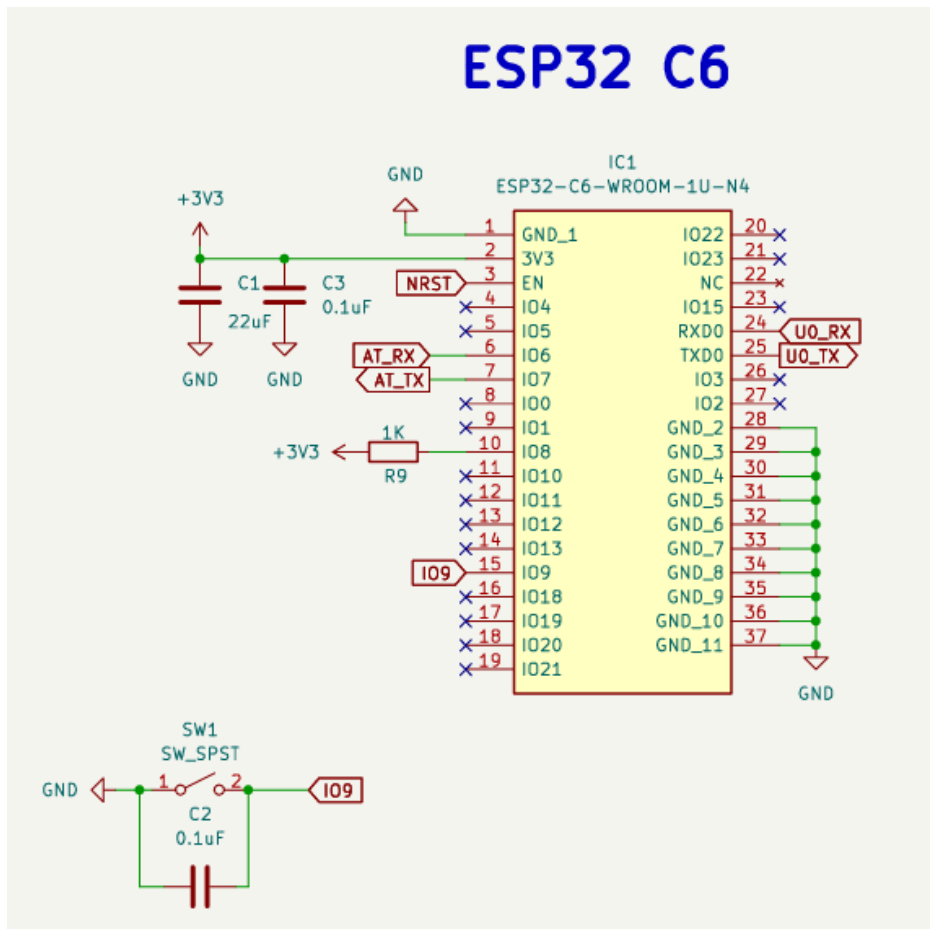 ESP32 C6
IC1
ESP32-C6-WROOM-1U-N4
GND
+3V3
1 GND_1 IO22 20
2 3V3 IO23 21
NRST 3 EN NC 22
4 IO4 IO15 23
5 IO5 RXD0 24 U0_RX
AT_RX 6 IO6 TXD0 25 U0_TX
AT_TX 7 IO7 IO3 26
8 IO0 IO2 27
9 IO1 GND_2 28
+3V3 10 IO8 GND_3 29
11 IO10 GND_4 30
12 IO11 GND_5 31
13 IO12 GND_6 32
14 IO13 GND_7 33
IO9 15 IO9 GND_8 34
16 IO18 GND_9 35
17 IO19 GND_10 36
18 IO20 GND_11 37
19 IO21
C1
22uF
C3
0.1uF
GND
GND
1K
R9
GND
SW1
SW_SPST
GND 1 2 IO9
C2
0.1uF